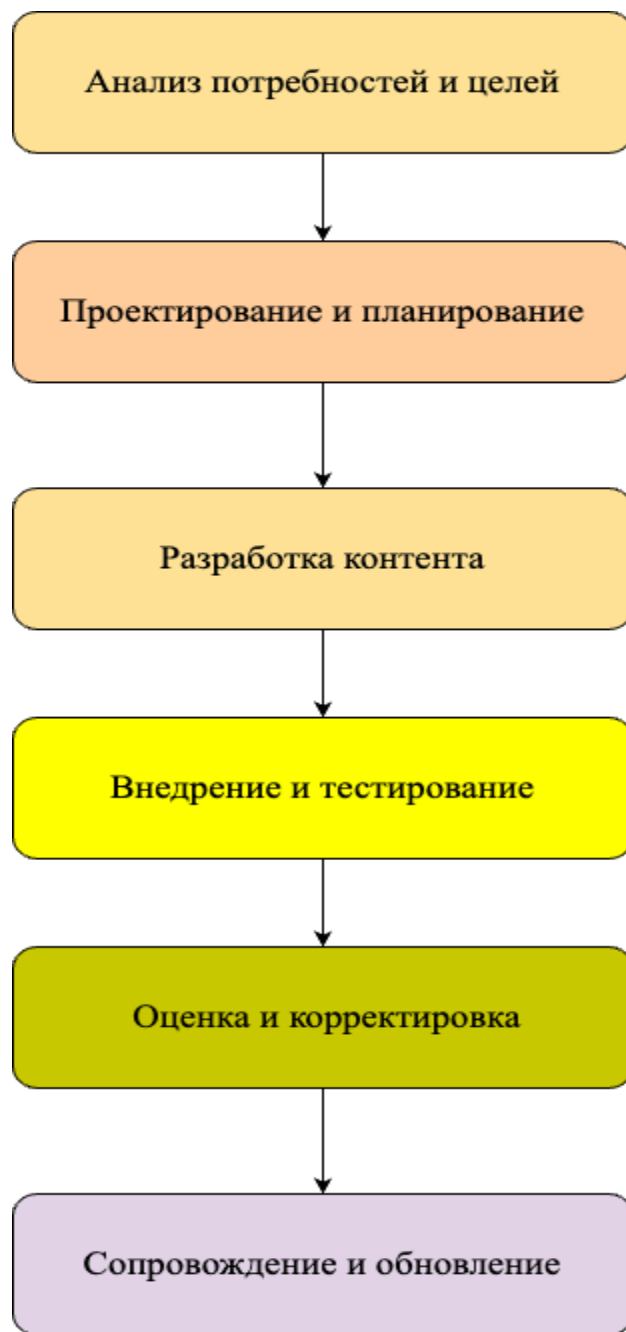 Анализ потребностей и целей
Проектирование и планирование
Разработка контента
Внедрение и тестирование
Оценка и корректировка
Сопровождение и обновление